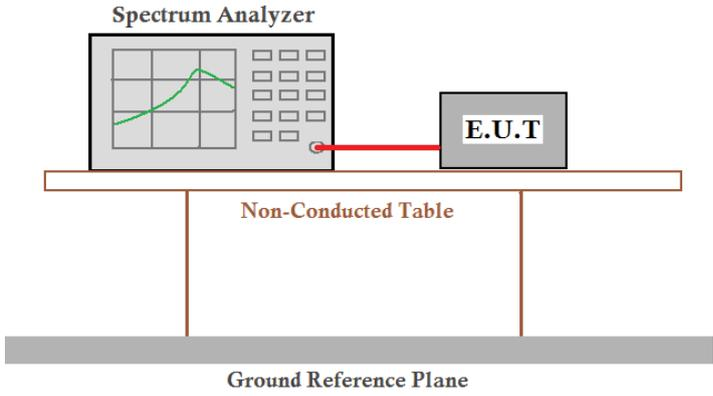 Spectrum Analyzer
E.U.T
Non-Conducted Table
Ground Reference Plane